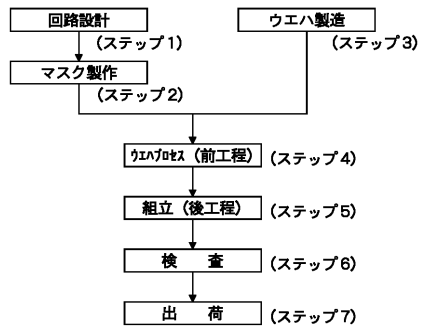 回路設計
(ステップ1)
ウエハ製造
(ステップ3)
マスク製作
(ステップ2)
ウエハプロセス(前工程)
(ステップ4)
組立(後工程)
(ステップ5)
検 査
(ステップ6)
出 荷
(ステップ7)